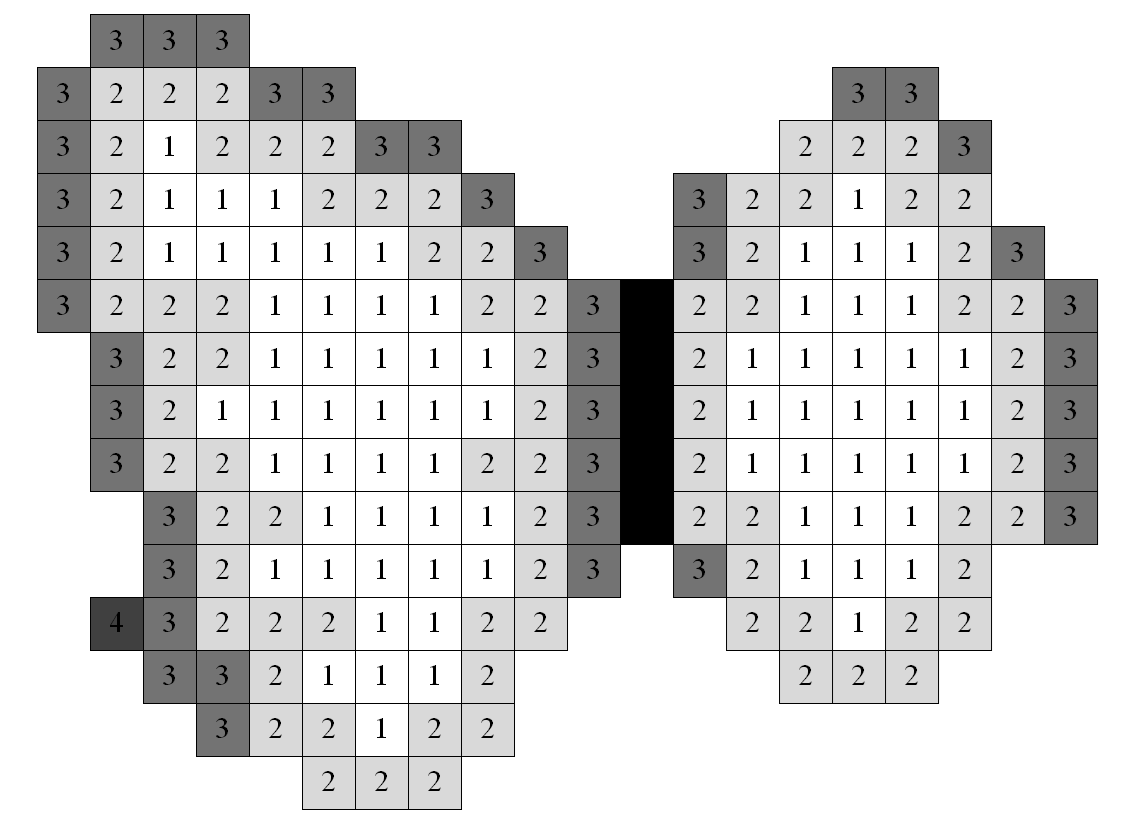 3 3 3
3 2 2 2 3 3 3 3
3 2 1 2 2 2 3 3 2 2 2 3
3 2 1 1 1 2 2 2 3 3 2 2 1 2 2
3 2 1 1 1 1 1 2 2 3 3 2 1 1 1 2 3
3 2 2 2 1 1 1 1 2 2 3 2 2 1 1 1 2 2 3
3 2 2 1 1 1 1 1 2 3 2 1 1 1 1 1 2 3
3 2 1 1 1 1 1 1 2 3 2 1 1 1 1 1 2 3
3 2 2 1 1 1 1 2 2 3 2 1 1 1 1 1 2 3
3 2 2 1 1 1 1 2 3 2 2 1 1 1 2 2 3
3 2 1 1 1 1 1 2 3 3 2 1 1 1 2
4 3 2 2 2 1 1 2 2 2 2 1 2 2
3 3 2 1 1 1 2 2 2 2
3 2 2 1 2 2
2 2 2